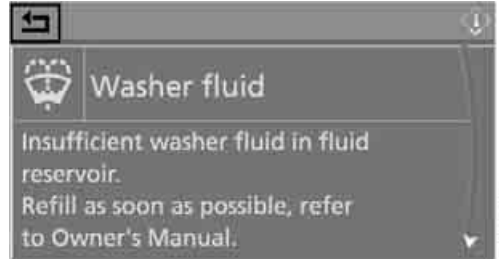 Washer fluid
Insufficient washer fluid in fluid
reservoir.
Refill as soon as possible, refer
to Owner's Manual.